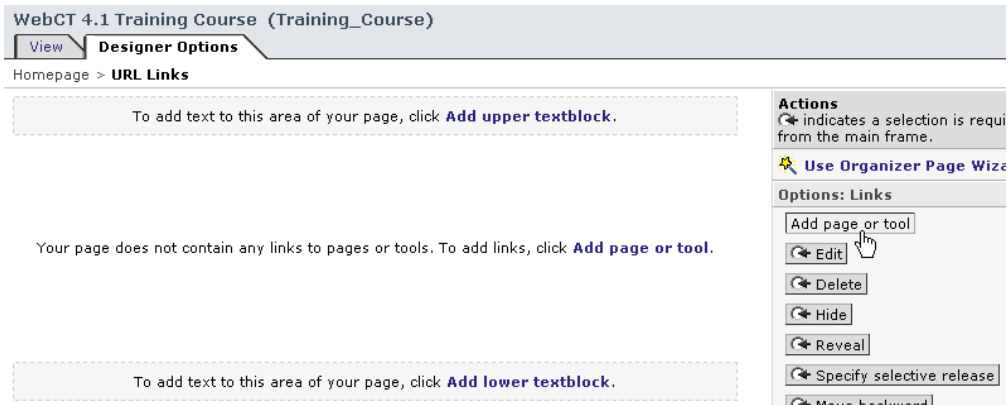 WebCT 4.1 Training Course (Training_Course)
View Designer Options
Homepage > URL Links
To add text to this area of your page, click Add upper textblock.
Your page does not contain any links to pages or tools. To add links, click Add page or tool.
To add text to this area of your page, click Add lower textblock.
Actions
indicates a selection is requi
from the main frame.
Use Organizer Page Wiza
Options: Links
Add page or tool
Edit
Delete
Hide
Reveal
Specify selective release
Move backward